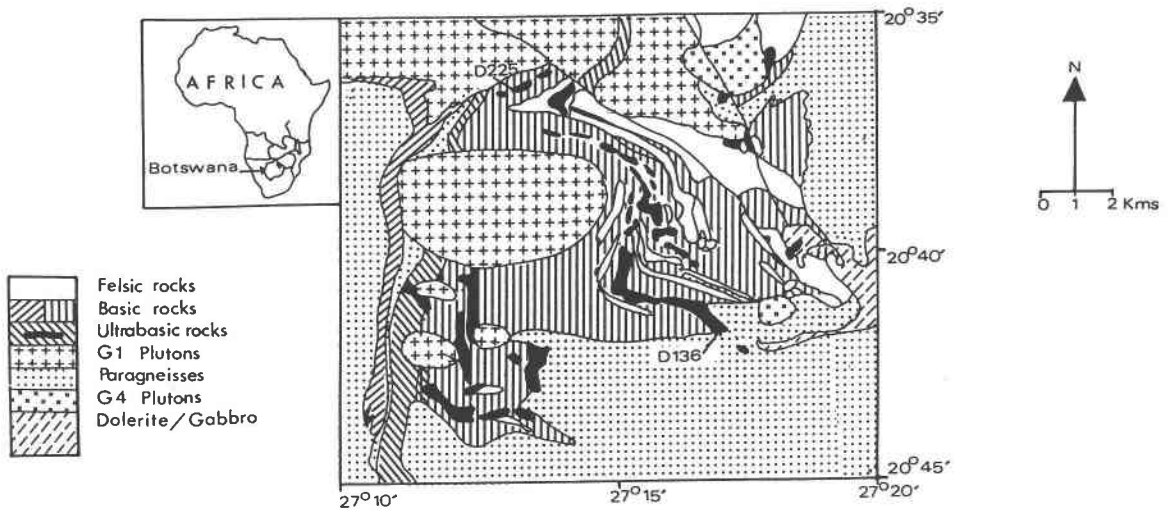 AFRICA
Botswana
D225
D136
20°35′
20°40′
20°45′
27°10′
27°15′
27°20′
N
0 1 2 Kms
Felsic rocks
Basic rocks
Ultrabasic rocks
G1 Plutons
Paragneisses
G4 Plutons
Dolerite/Gabbro